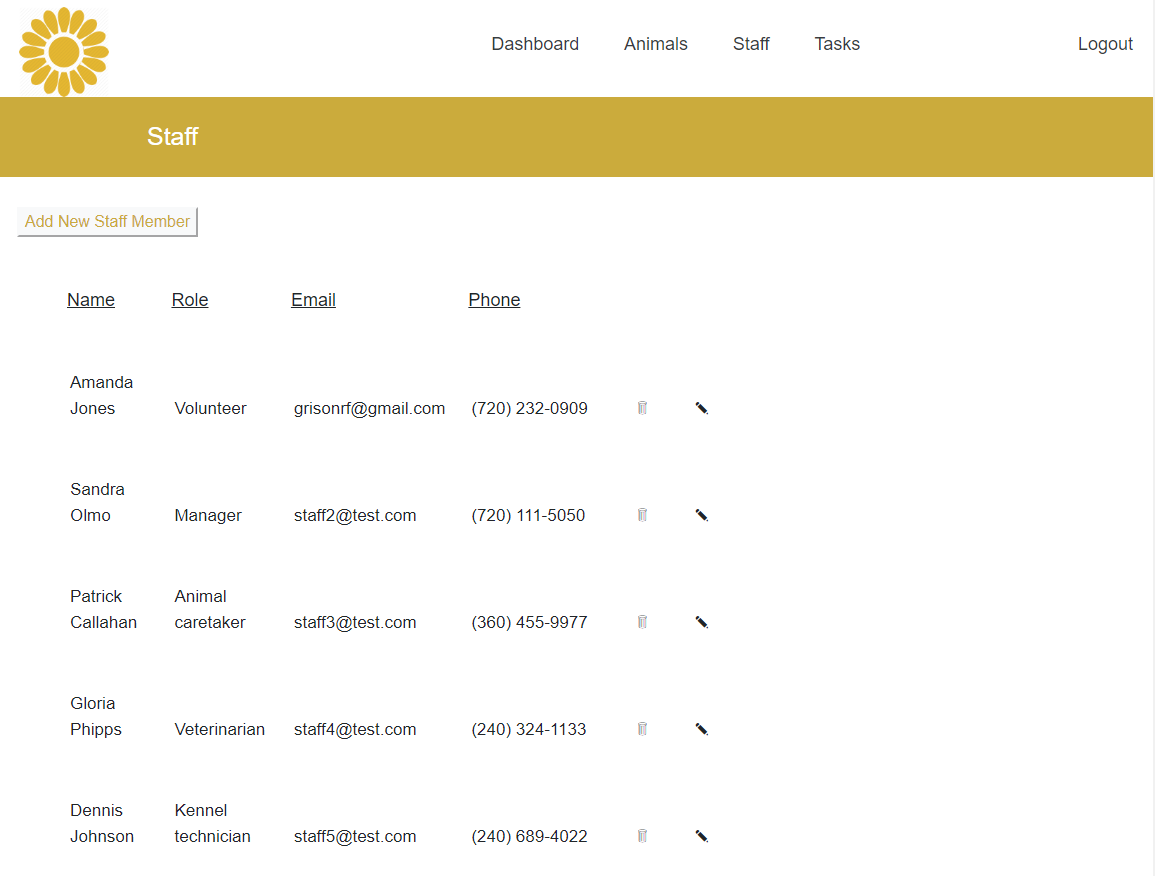 Dashboard Animals Staff Tasks Logout
Staff
Add New Staff Member
Name Role Email Phone
Amanda
Jones Volunteer grisonrf@gmail.com (720) 232-0909
Sandra
Olmo Manager staff2@test.com (720) 111-5050
Patrick Animal
Callahan caretaker staff3@test.com (360) 455-9977
Gloria
Phipps Veterinarian staff4@test.com (240) 324-1133
Dennis Kennel
Johnson technician staff5@test.com (240) 689-4022